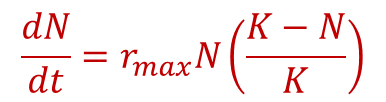 dN/dt = r_max N ((K − N)/K)